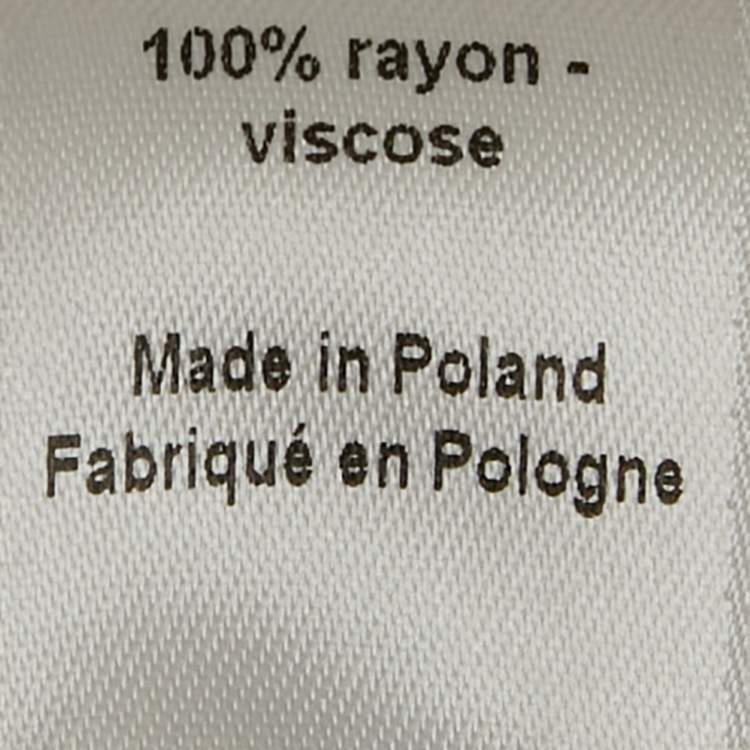 100% rayon -
viscose
Made in Poland
Fabriqué en Pologne